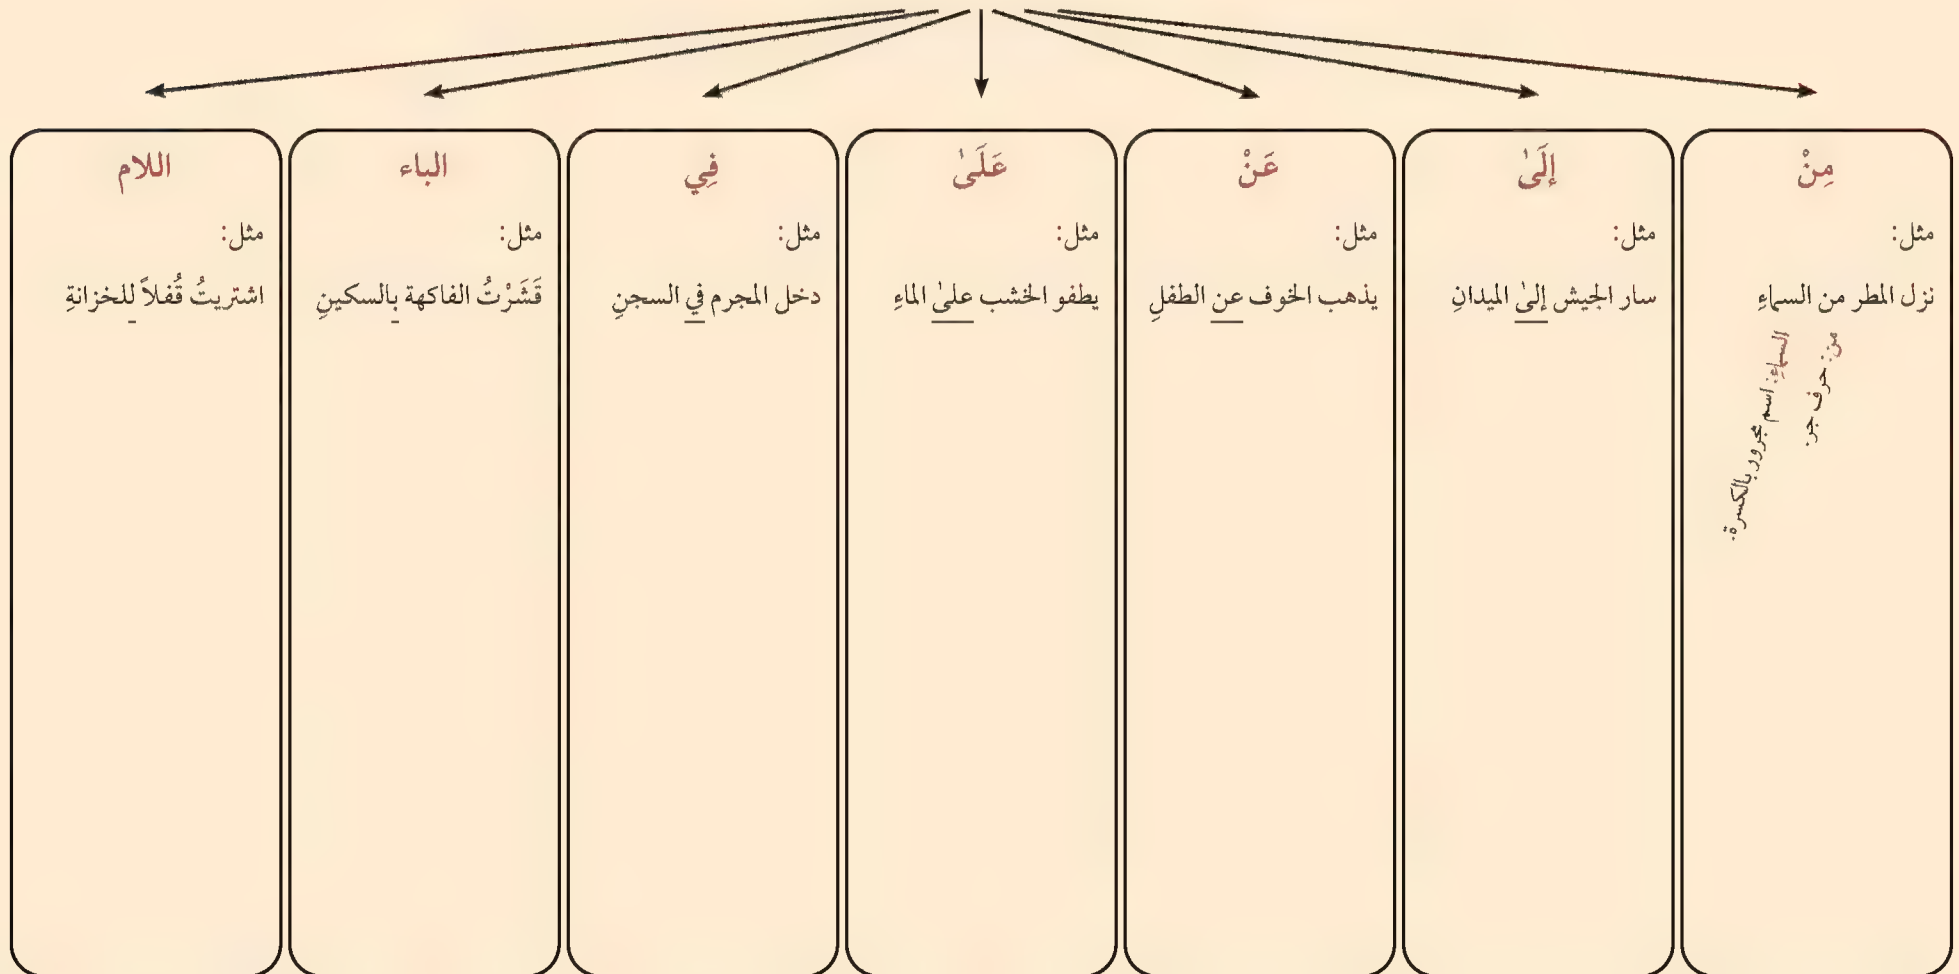 مِنْ
مثل:
نزل المطر من السماءِ
من: حرف جر.
السماءِ: اسم مجرور بالكسرة.
إلَىٰ
مثل:
سار الجيش إلىٰ الميدانِ
عَنْ
مثل:
يذهب الخوف عن الطفلِ
عَلَىٰ
مثل:
يطفو الخشب علىٰ الماءِ
فِي
مثل:
دخل المجرم في السجنِ
الباء
مثل:
قَشَرْتُ الفاكهة بالسكينِ
اللام
مثل:
اشتريتُ قُفلاً للخزانةِ